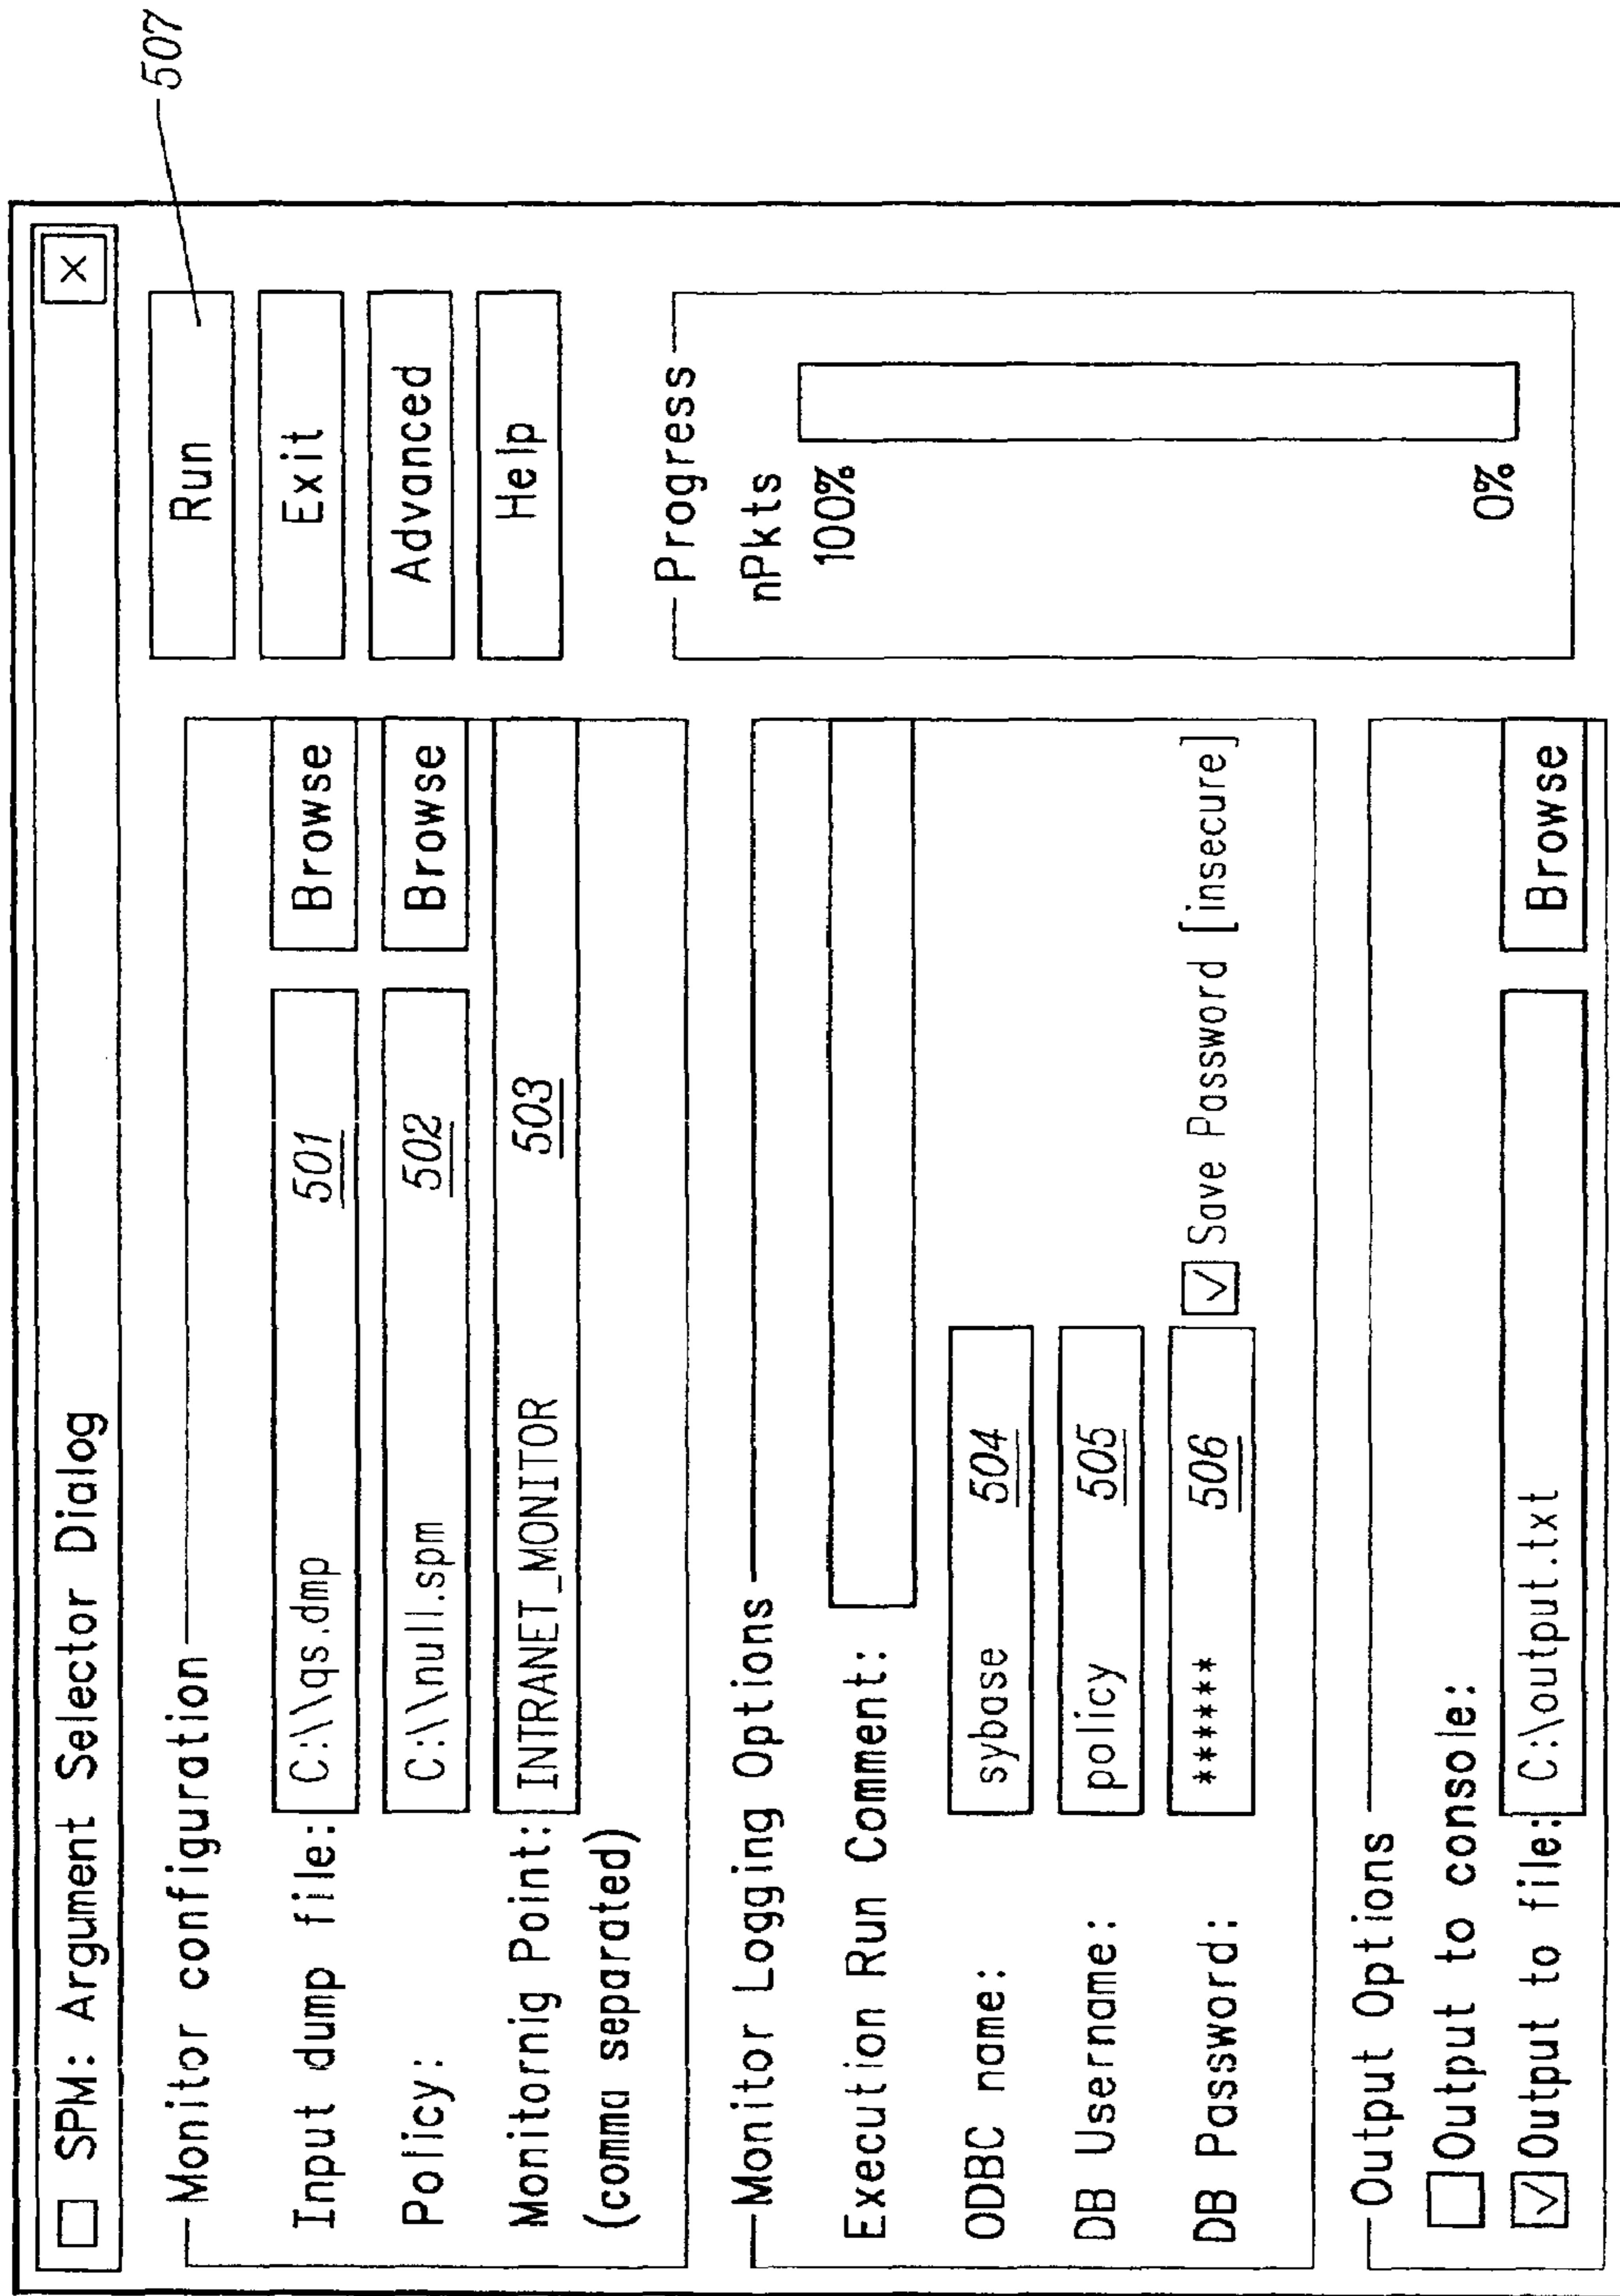 SPM: Argument Selector Dialog
X
Monitor configuration
Input dump file: C:\\qs.dmp 501 Browse
Policy: C:\\null.spm 502 Browse
Monitornig Point: INTRANET_MONITOR 503
(comma separated)
Run
507
Exit
Advanced
Help
Monitor Logging Options
Execution Run Comment:
ODBC name: sybase 504
DB Username: policy 505
DB Password: ****** 506 Save Password [insecure]
Progress
nPkts
100%
0%
Output Options
Output to console:
Output to file: C:\output.txt Browse